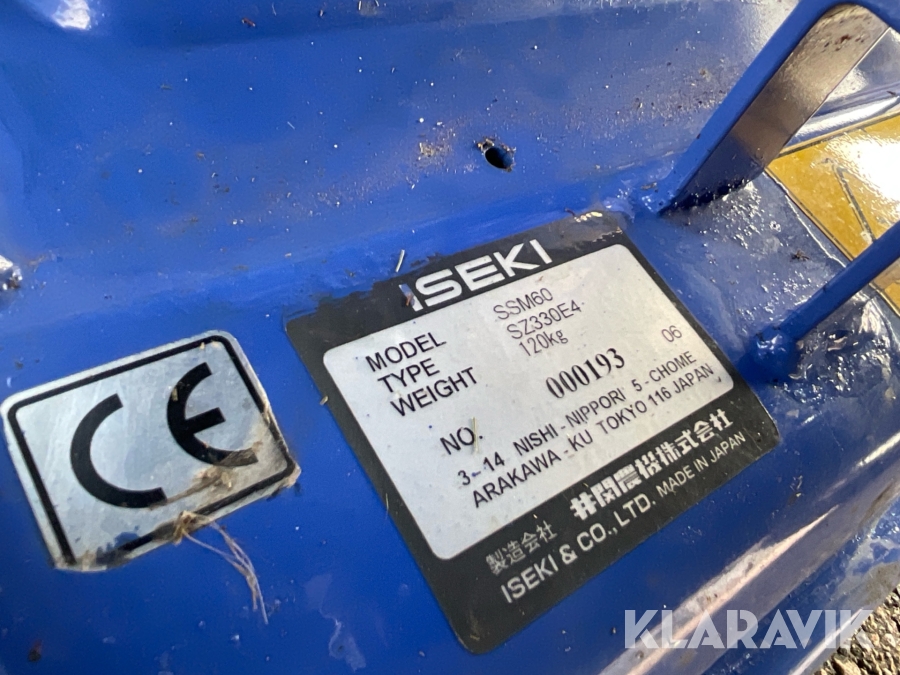 ISEKI
MODEL SSM60
TYPE SZ330E4
WEIGHT 120kg
NO. 000193 06
3-14 NISHI-NIPPORI 5-CHOME
ARAKAWA-KU TOKYO 116 JAPAN
製造会社 井関農機株式会社
ISEKI & CO.,LTD. MADE IN JAPAN
CE
KLARAVIK